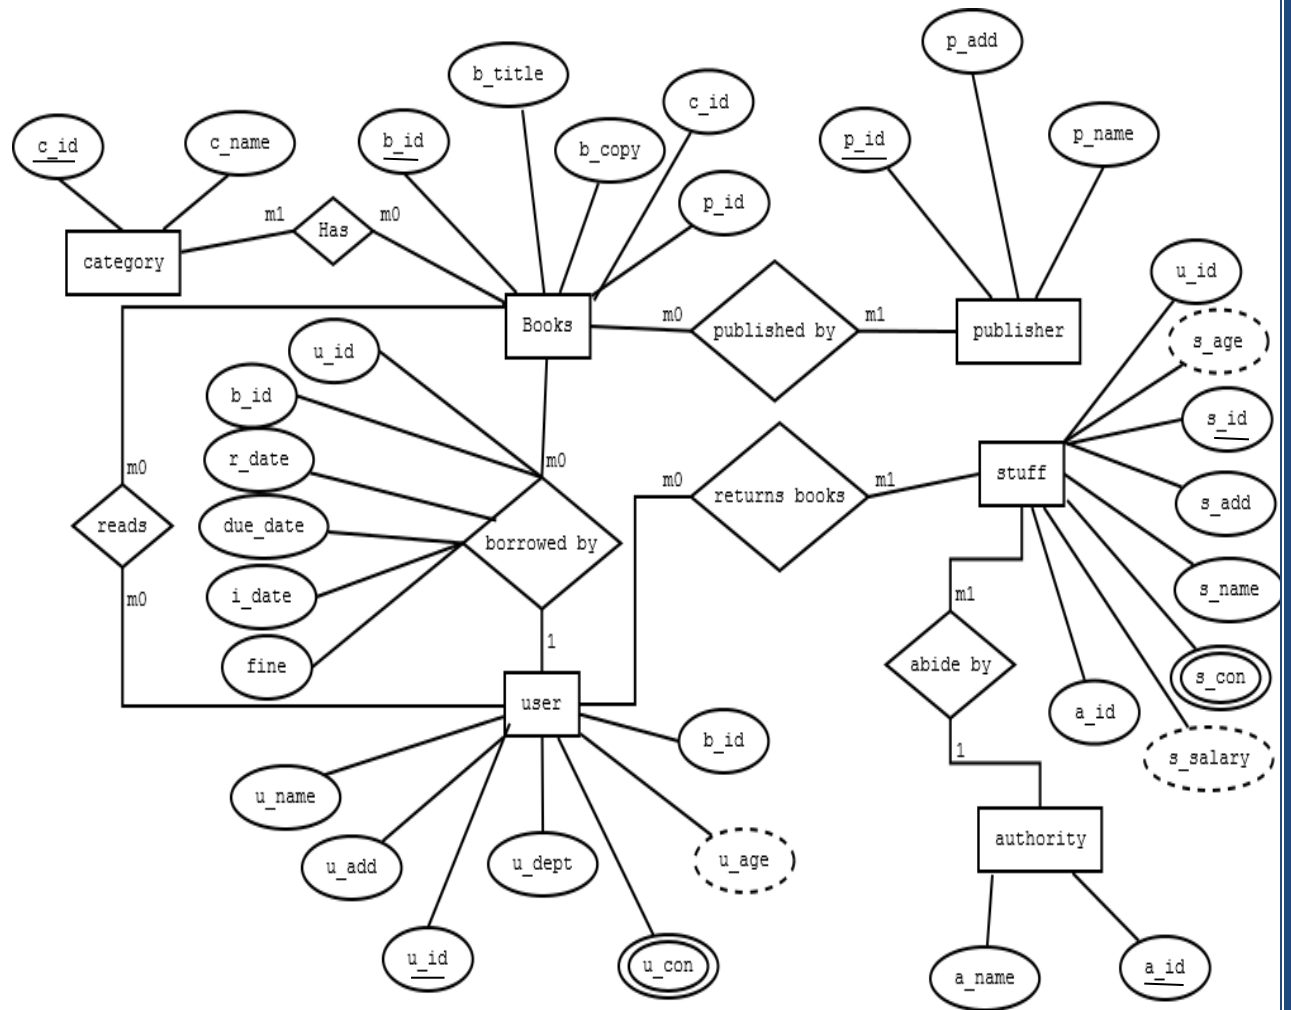 p_add
b_title
c_id
c_id
c_name
b_id
b_copy
p_id
p_name
p_id
m1
Has
m0
category
u_id
Books
m0
published by
m1
publisher
s_age
u_id
b_id
s_id
r_date
m0
m0
m0
returns books
m1
stuff
s_add
reads
due_date
borrowed by
m0
i_date
m1
s_name
1
fine
abide by
s_con
user
a_id
b_id
1
s_salary
u_name
authority
u_add
u_dept
u_age
u_id
u_con
a_name
a_id